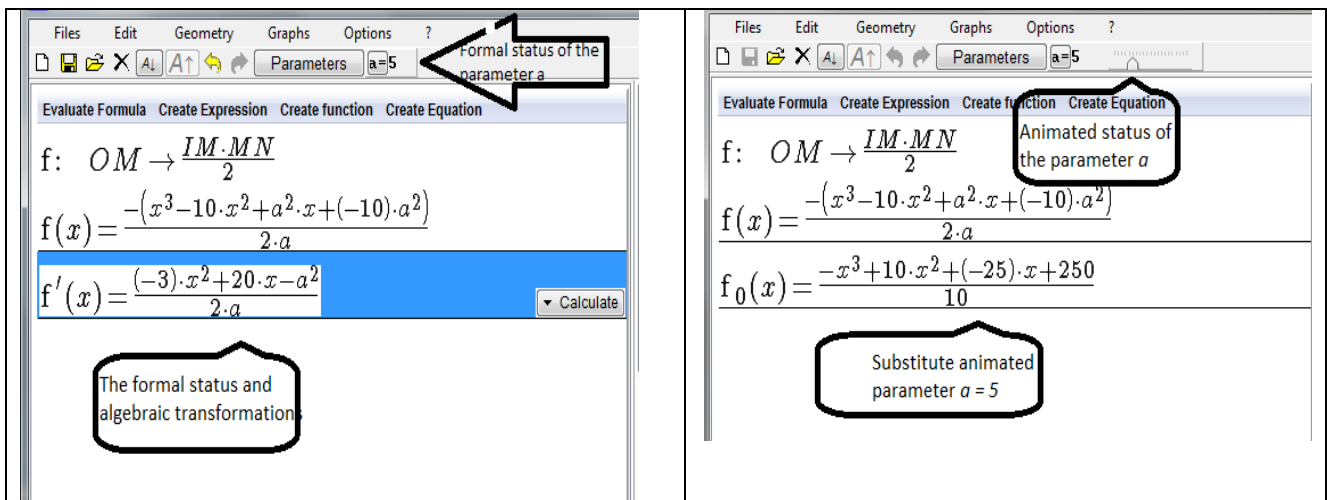 Files Edit Geometry Graphs Options ?
A↓ A↑ Parameters a=5
Formal status of the
parameter a
Evaluate Formula Create Expression Create function Create Equation
f: OM → IM·MN/2
f(x) = -(x³-10·x²+a²·x+(-10)·a²)/2·a
f′(x) = (-3)·x²+20·x-a²/2·a
Calculate
The formal status and
algebraic transformations
Files Edit Geometry Graphs Options ?
A↓ A↑ Parameters a=5
Evaluate Formula Create Expression Create function Create Equation
Animated status of
the parameter a
f: OM → IM·MN/2
f(x) = -(x³-10·x²+a²·x+(-10)·a²)/2·a
f₀(x) = -x³+10·x²+(-25)·x+250/10
Substitute animated
parameter a = 5